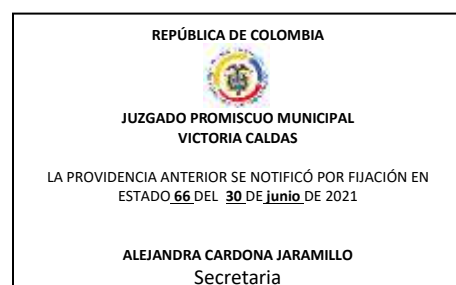 REPÚBLICA DE COLOMBIA
JUZGADO PROMISCUO MUNICIPAL
VICTORIA CALDAS
LA PROVIDENCIA ANTERIOR SE NOTIFICÓ POR FIJACIÓN EN
ESTADO 66 DEL 30 DE junio DE 2021
ALEJANDRA CARDONA JARAMILLO
Secretaria